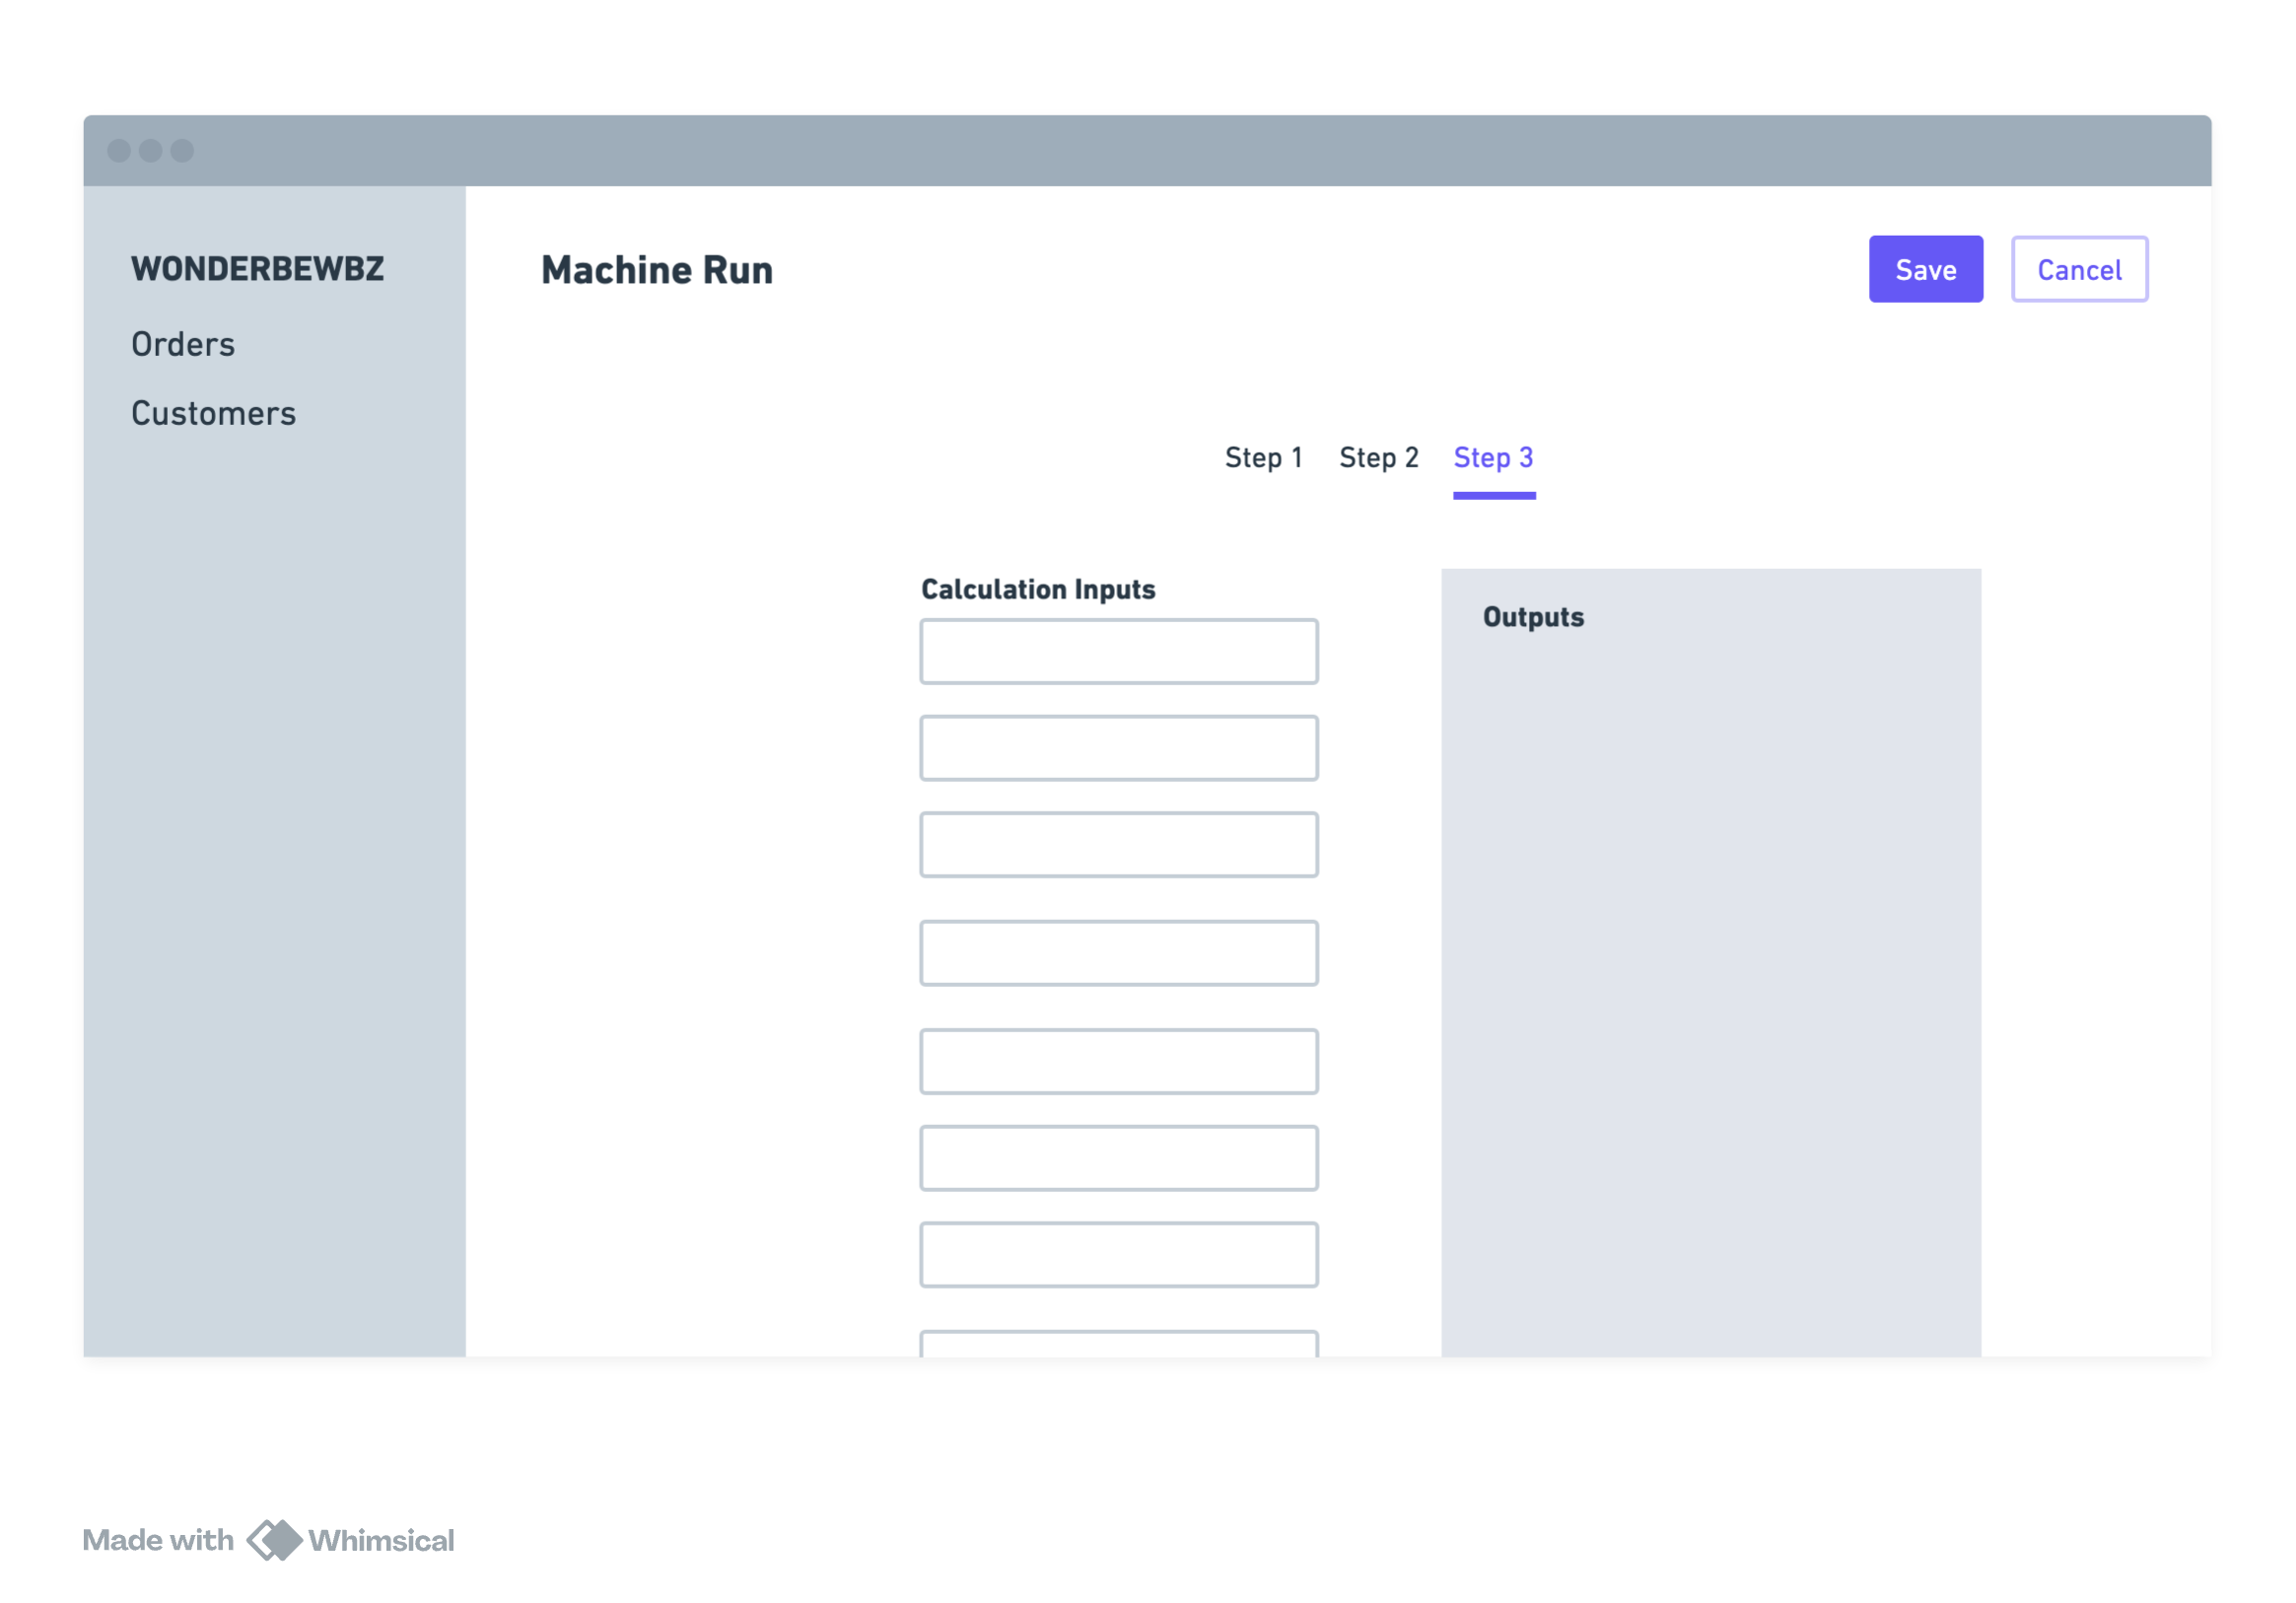 WONDERBEWBZ
Orders
Customers
Machine Run
Save
Cancel
Step 1
Step 2
Step 3
Calculation Inputs
Outputs
Made with Whimsical